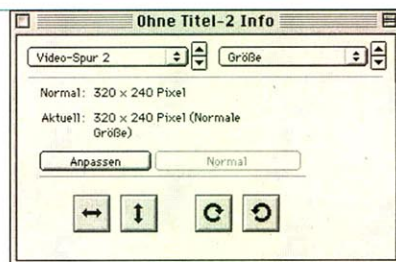 Ohne Titel-2 Info
Video-Spur 2 Größe
Normal: 320 × 240 Pixel
Aktuell: 320 × 240 Pixel (Normale
Größe)
Anpassen Normal